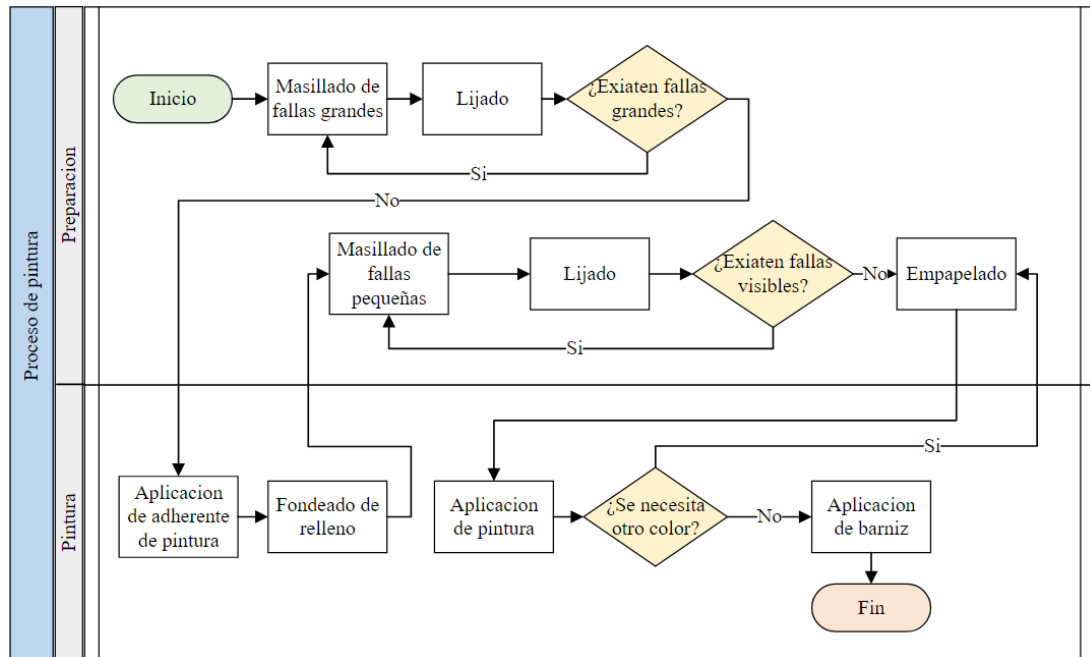 Proceso de pintura
Preparacion
Inicio
Masillado de
fallas grandes
Lijado
¿Exiaten fallas
grandes?
Si
No
Masillado de
fallas
pequeñas
Lijado
¿Exiaten fallas
visibles?
No
Empapelado
Si
Pintura
Aplicacion
de adherente
de pintura
Fondeado de
relleno
Aplicacion
de pintura
¿Se necesita
otro color?
Si
No
Aplicacion
de barniz
Fin